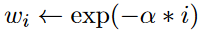 w_i ← exp(−α ∗ i)